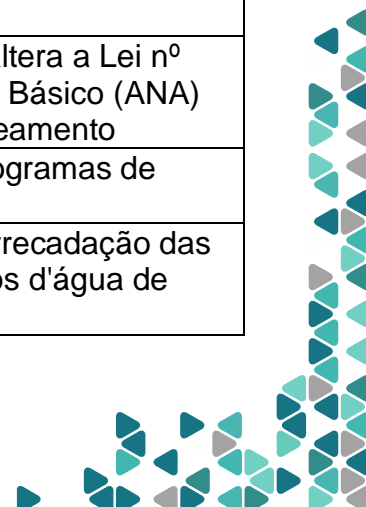 ltera a Lei nº
Básico (ANA)
eamento
ogramas de
rrecadação das
os d'água de